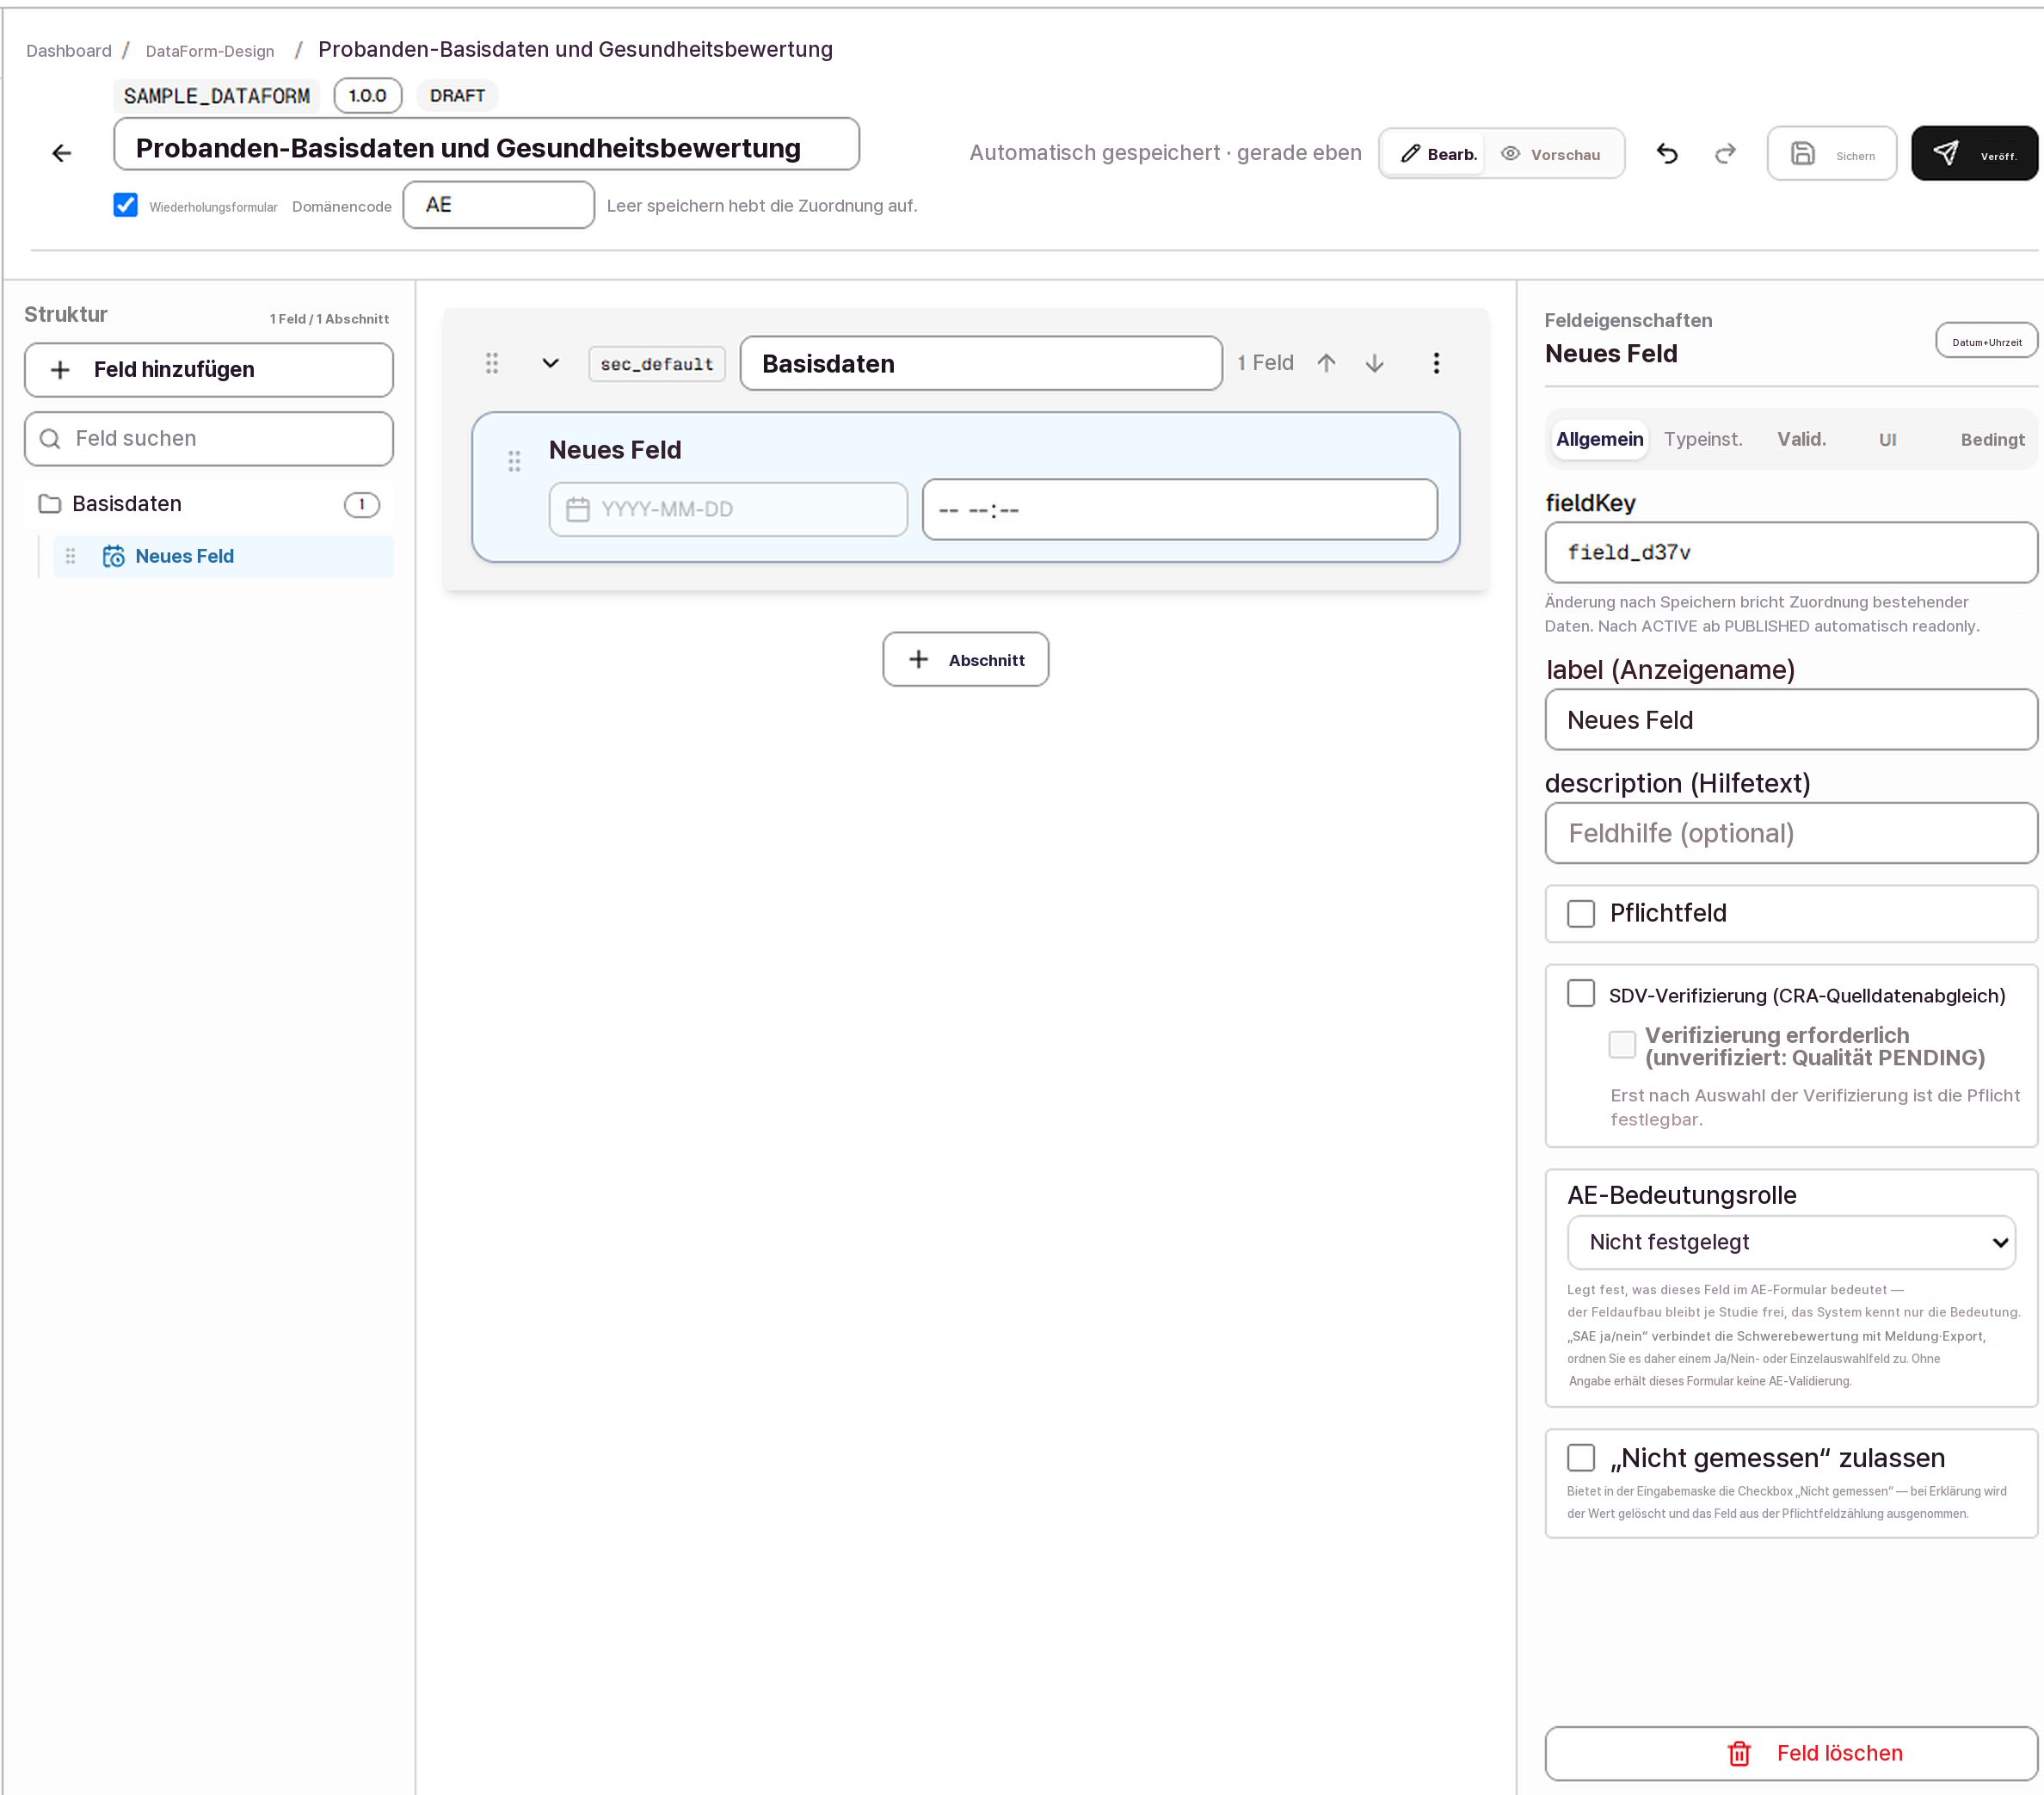 Dashboard / DataForm-Design / Probanden-Basisdaten und Gesundheitsbewertung
SAMPLE_DATAFORM 1.0.0 DRAFT
Probanden-Basisdaten und Gesundheitsbewertung
Automatisch gespeichert · gerade eben
Bearb.
Vorschau
Sichern
Veröff.
Wiederholungsformular Domänencode AE Leer speichern hebt die Zuordnung auf.
Struktur
1 Feld / 1 Abschnitt
Feld hinzufügen
Feld suchen
Basisdaten 1
Neues Feld
sec_default Basisdaten 1 Feld
Neues Feld
YYYY-MM-DD -- --:--
Abschnitt
Feldeigenschaften
Neues Feld
Datum+Uhrzeit
Allgemein Typeinst. Valid. UI Bedingt
fieldKey
field_d37v
Änderung nach Speichern bricht Zuordnung bestehender
Daten. Nach ACTIVE ab PUBLISHED automatisch readonly.
label (Anzeigename)
Neues Feld
description (Hilfetext)
Feldhilfe (optional)
Pflichtfeld
SDV-Verifizierung (CRA-Quelldatenabgleich)
Verifizierung erforderlich
(unverifiziert: Qualität PENDING)
Erst nach Auswahl der Verifizierung ist die Pflicht
festlegbar.
AE-Bedeutungsrolle
Nicht festgelegt
Legt fest, was dieses Feld im AE-Formular bedeutet —
der Feldaufbau bleibt je Studie frei, das System kennt nur die Bedeutung.
„SAE ja/nein“ verbindet die Schwerebewertung mit Meldung·Export,
ordnen Sie es daher einem Ja/Nein- oder Einzelauswahlfeld zu. Ohne
Angabe erhält dieses Formular keine AE-Validierung.
„Nicht gemessen“ zulassen
Bietet in der Eingabemaske die Checkbox „Nicht gemessen“ — bei Erklärung wird
der Wert gelöscht und das Feld aus der Pflichtfeldzählung ausgenommen.
Feld löschen